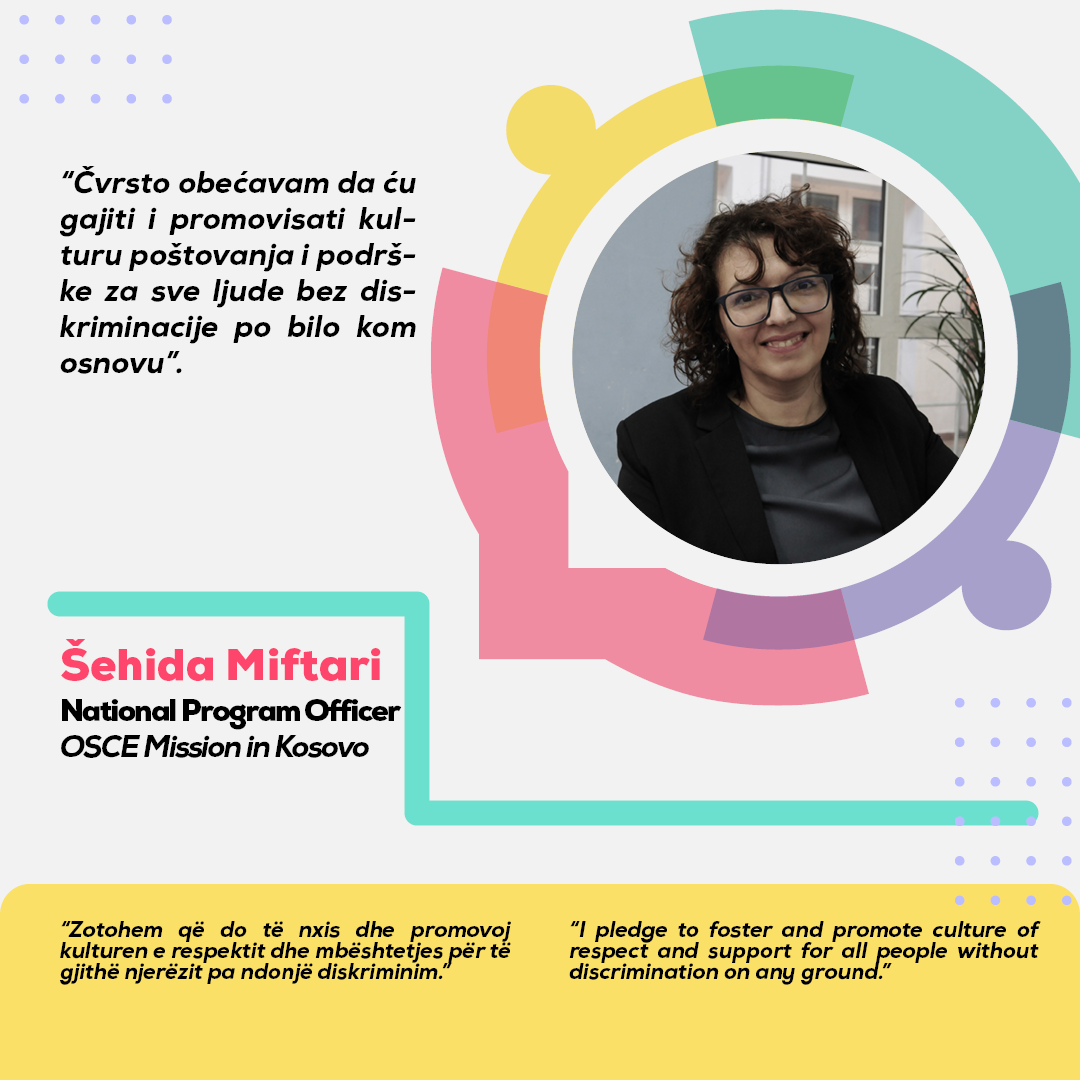 “Čvrsto obećavam da ću
gajiti i promovisati kul-
turu poštovanja i podrš-
ke za sve ljude bez dis-
kriminacije po bilo kom
osnovu”.
Šehida Miftari
National Program Officer
OSCE Mission in Kosovo
“Zotohem që do të nxis dhe promovoj
kulturen e respektit dhe mbështetjes për të
gjithë njerëzit pa ndonjë diskriminim.”
“I pledge to foster and promote culture of
respect and support for all people without
discrimination on any ground.”